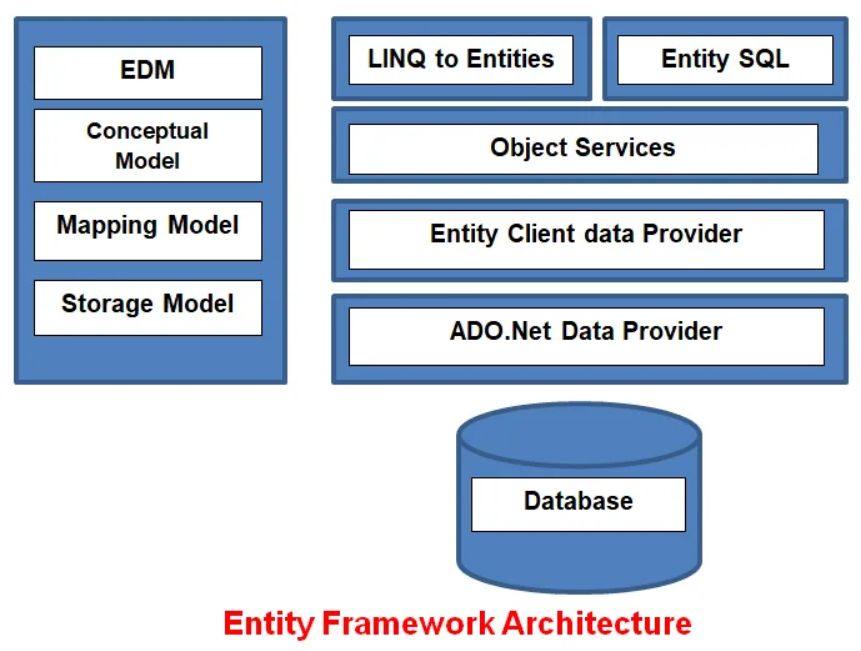 EDM
Conceptual
Model
Mapping Model
Storage Model
LINQ to Entities
Entity SQL
Object Services
Entity Client data Provider
ADO.Net Data Provider
Database
Entity Framework Architecture